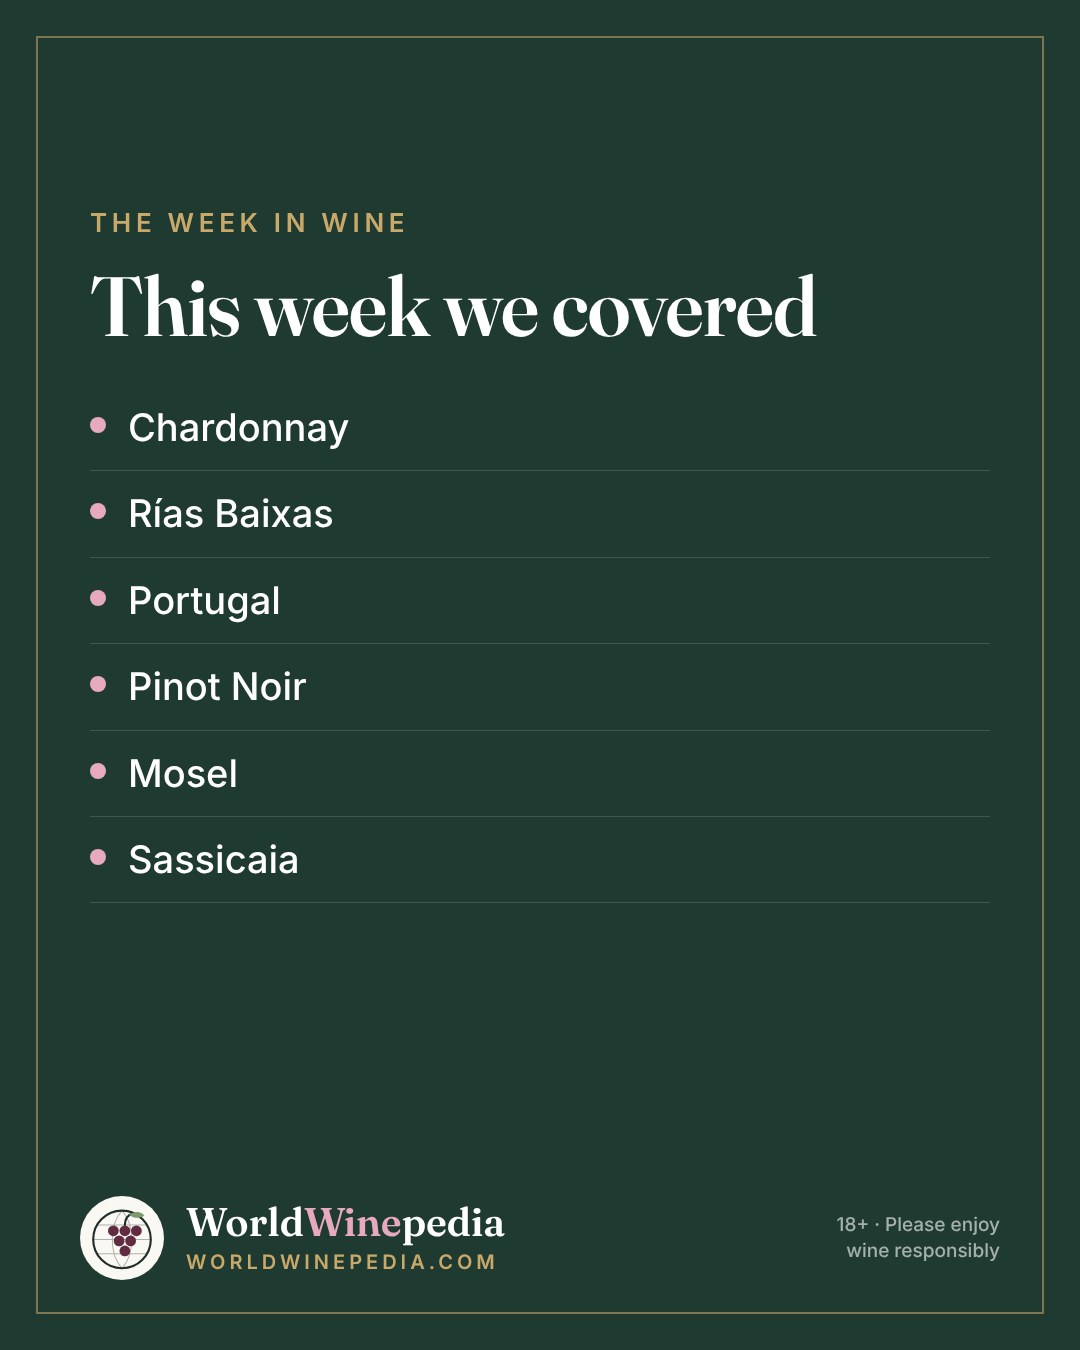 THE WEEK IN WINE
This week we covered
Chardonnay
Rías Baixas
Portugal
Pinot Noir
Mosel
Sassicaia
WorldWinepedia
WORLDWINEPEDIA.COM
18+ · Please enjoy
wine responsibly